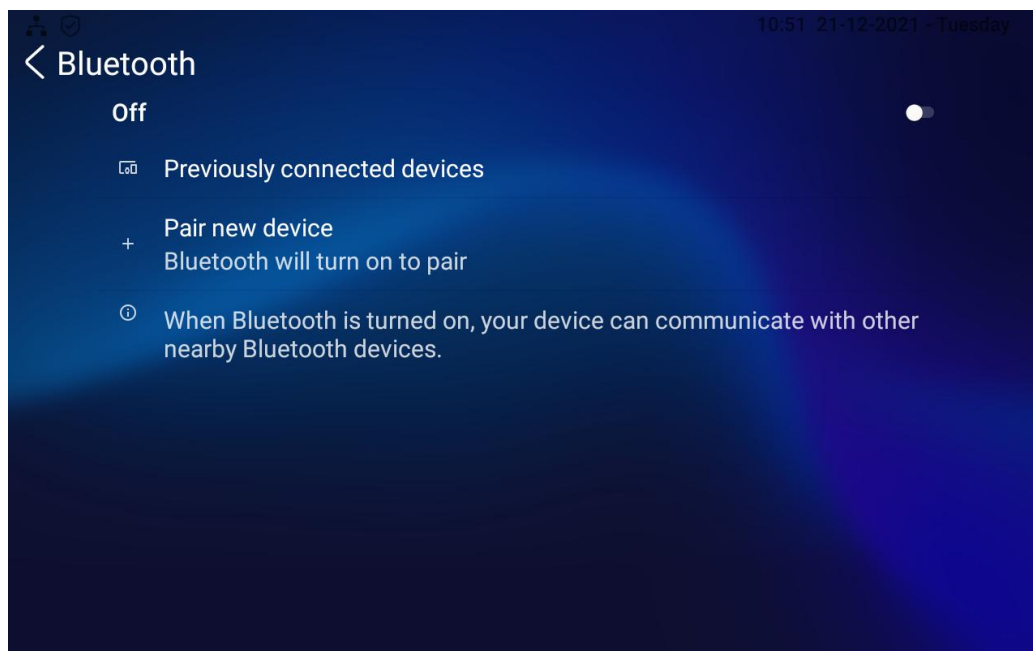 10:51 21-12-2021 - Tuesday
Bluetooth
Off
Previously connected devices
Pair new device
Bluetooth will turn on to pair
When Bluetooth is turned on, your device can communicate with other
nearby Bluetooth devices.